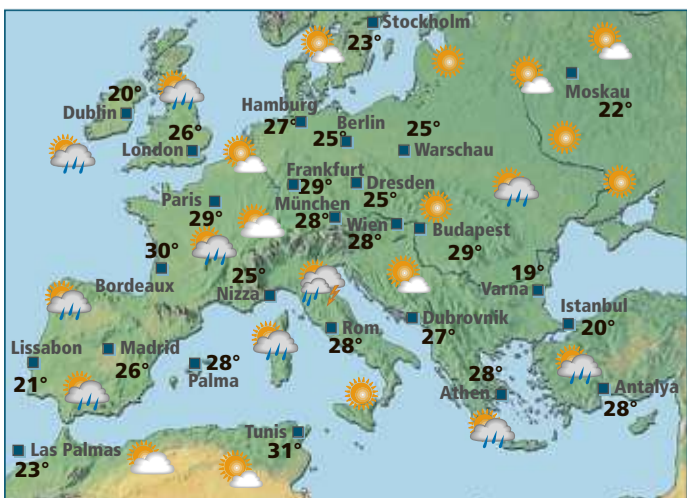 Stockholm
23°
Moskau
22°
20°
Dublin
Hamburg
27°
Berlin
25°
25°
Warschau
26°
London
Frankfurt
29°
Dresden
25°
Paris
29°
München
28°
Wien
28°
Budapest
29°
30°
Bordeaux
25°
Nizza
19°
Varna
Istanbul
20°
Dubrovnik
27°
Rom
28°
Lissabon
21°
Madrid
26°
28°
Palma
28°
Athen
Antalya
28°
Tunis
31°
Las Palmas
23°